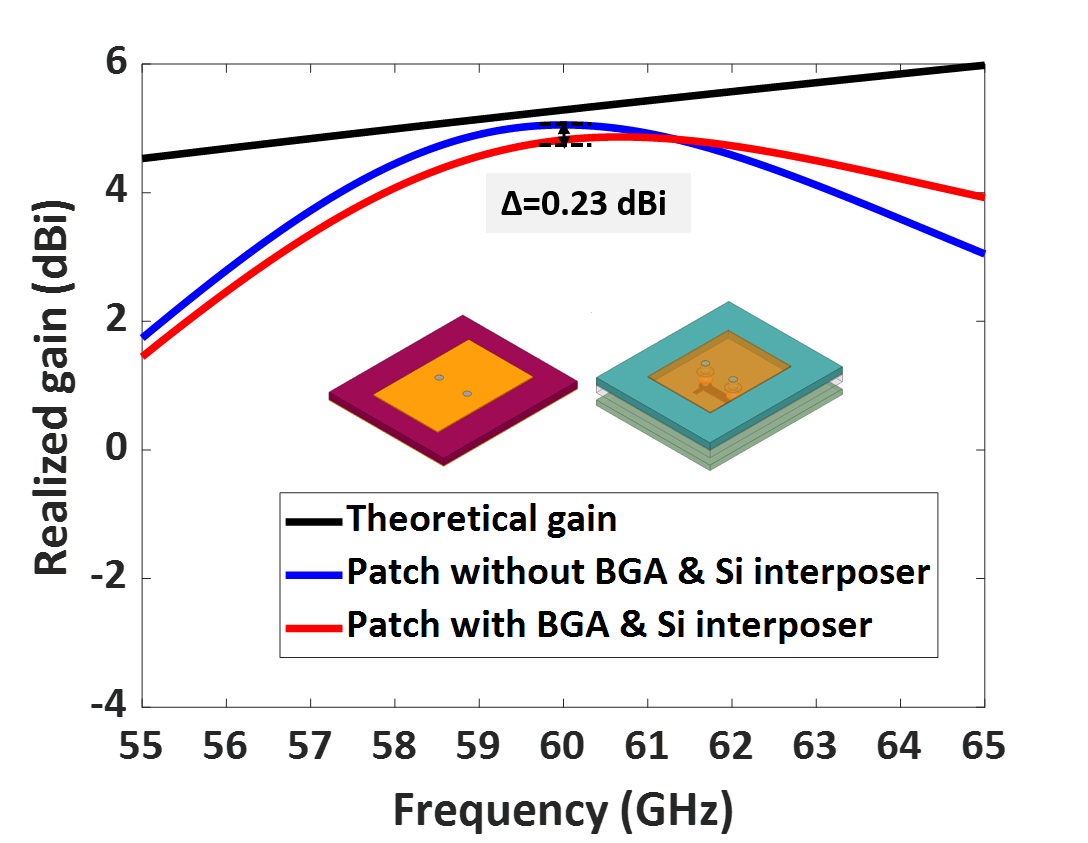 Realized gain (dBi)
6
4
2
0
-2
-4
Δ=0.23 dBi
Theoretical gain
Patch without BGA & Si interposer
Patch with BGA & Si interposer
55 56 57 58 59 60 61 62 63 64 65
Frequency (GHz)